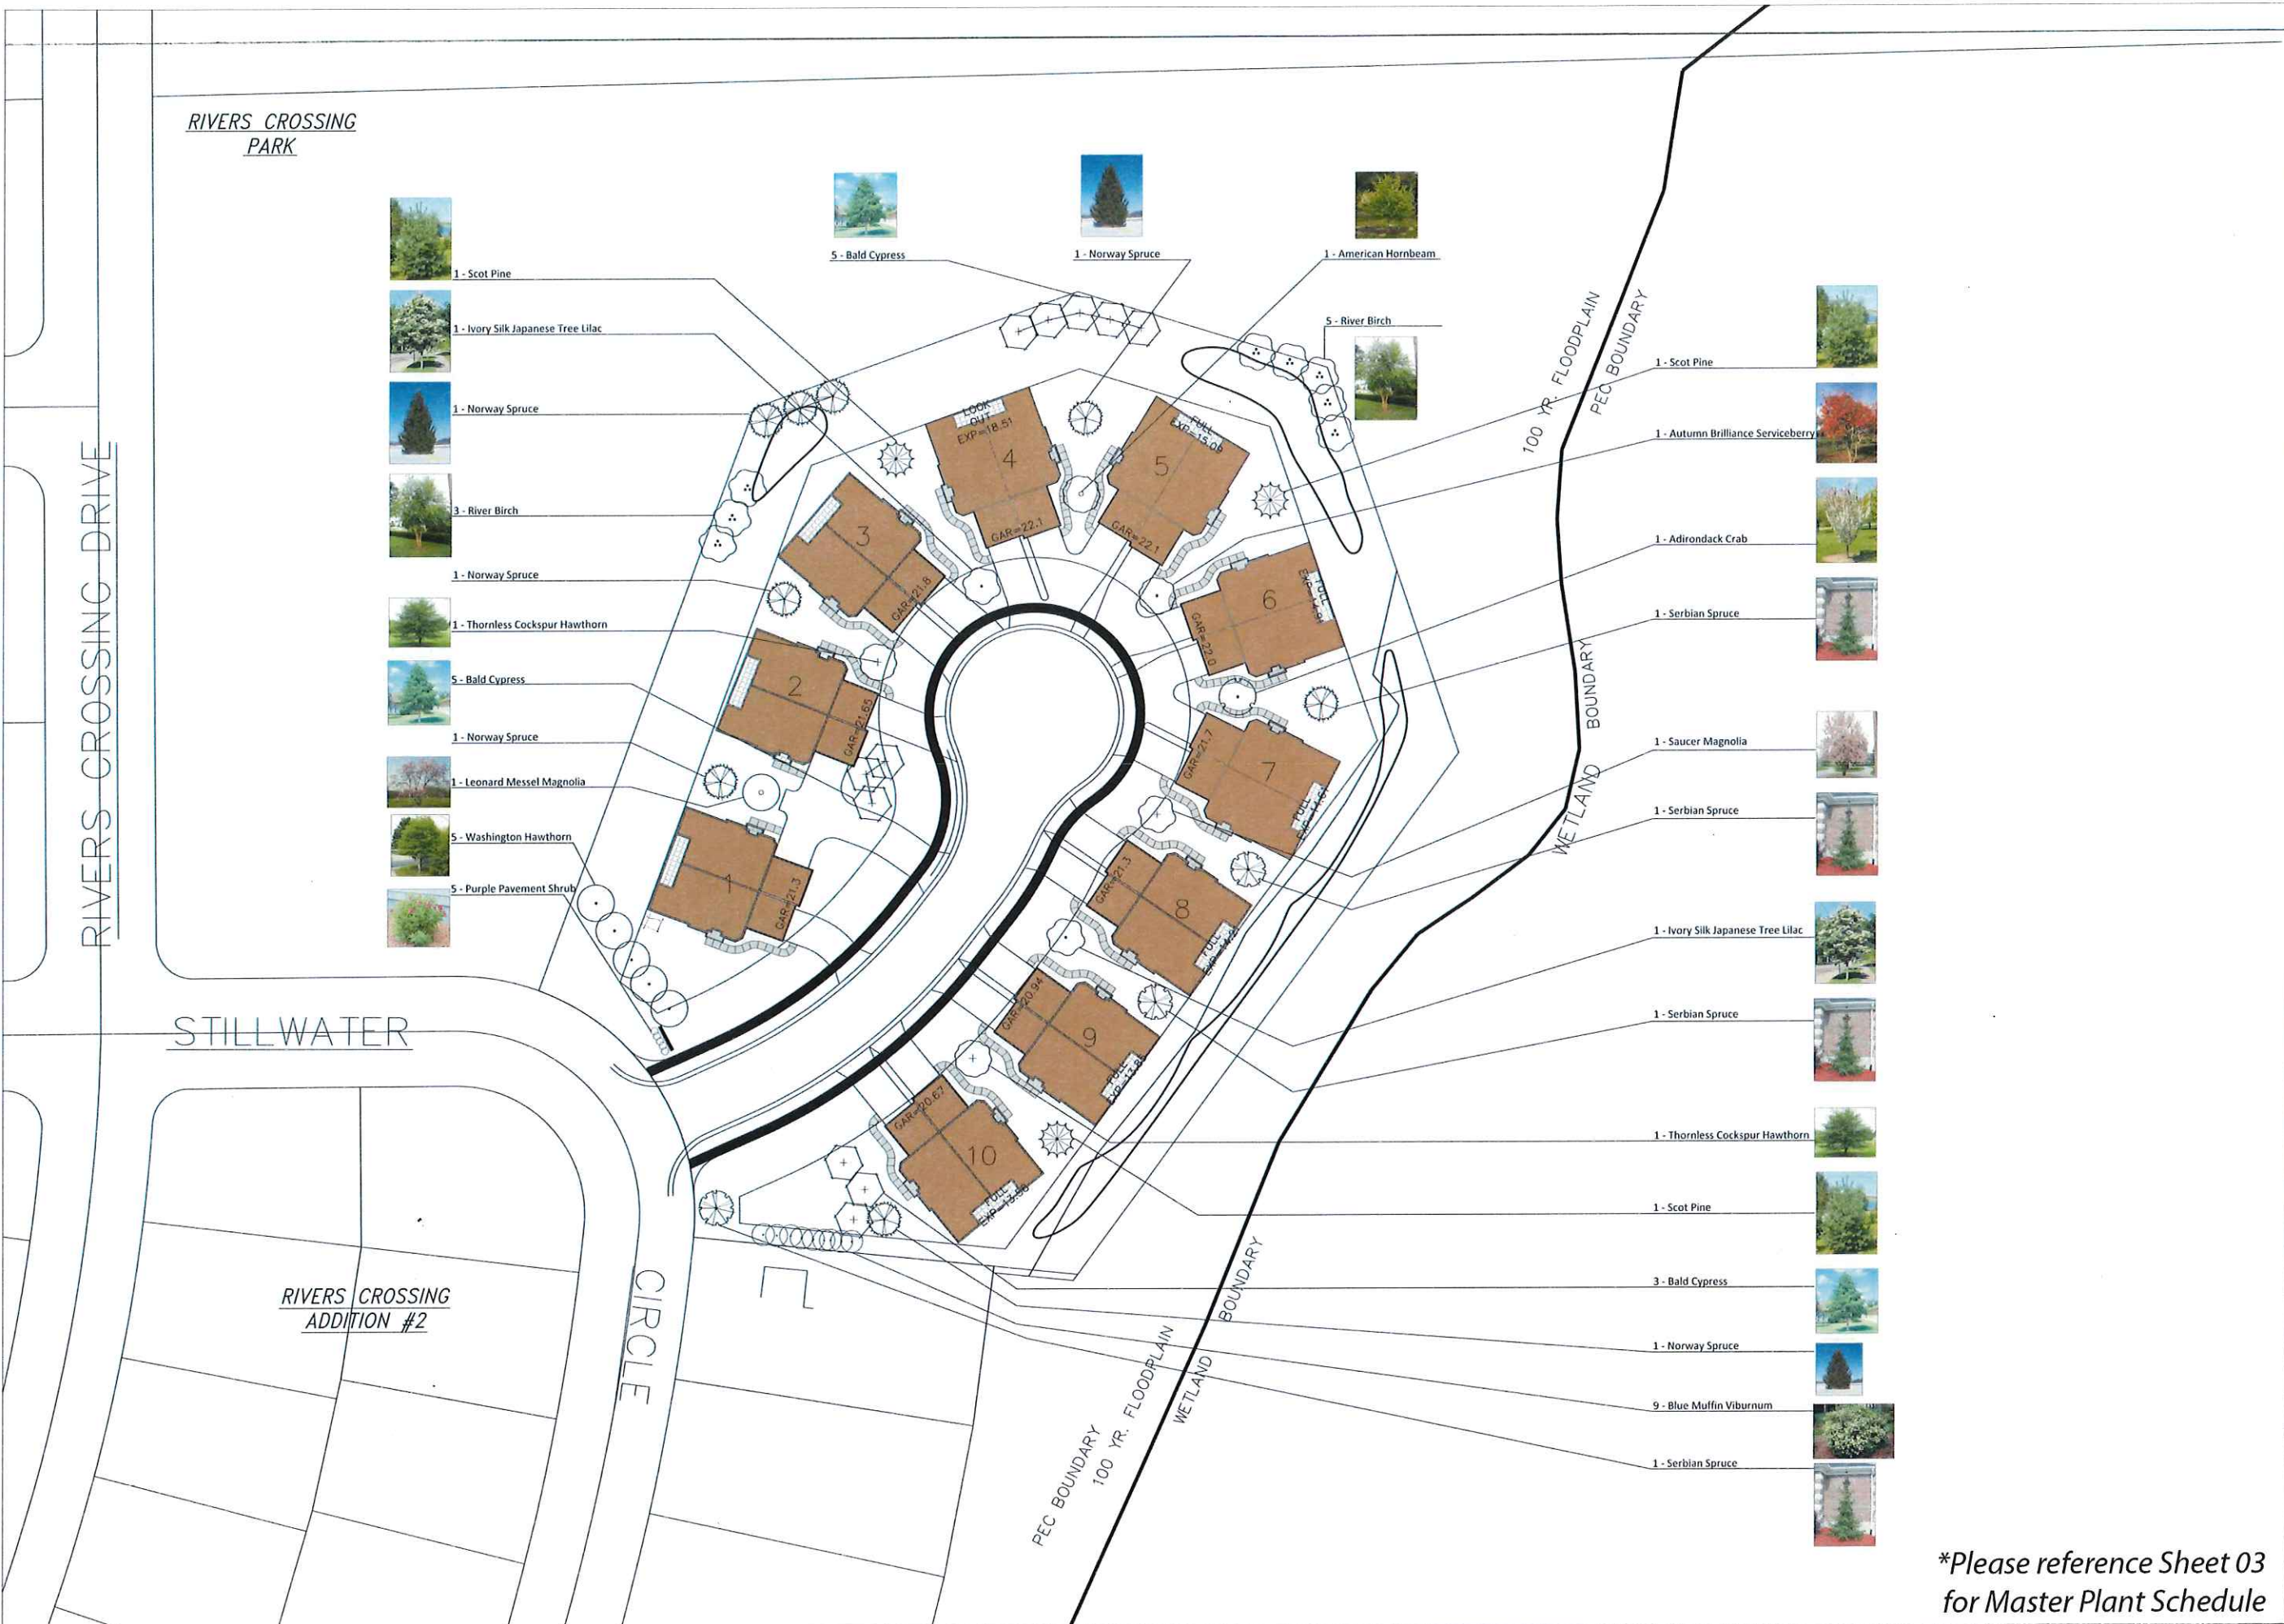 RIVERS CROSSING
PARK
5 - Bald Cypress
1 - Norway Spruce
1 - American Hornbeam
5 - River Birch
1 - Scot Pine
1 - Ivory Silk Japanese Tree Lilac
1 - Norway Spruce
3 - River Birch
1 - Norway Spruce
1 - Thornless Cockspur Hawthorn
5 - Bald Cypress
1 - Norway Spruce
1 - Leonard Messel Magnolia
5 - Washington Hawthorn
5 - Purple Pavement Shrub
1 - Scot Pine
1 - Autumn Brilliance Serviceberry
1 - Adirondack Crab
1 - Serbian Spruce
1 - Saucer Magnolia
1 - Serbian Spruce
1 - Ivory Silk Japanese Tree Lilac
1 - Serbian Spruce
1 - Thornless Cockspur Hawthorn
1 - Scot Pine
3 - Bald Cypress
1 - Norway Spruce
9 - Blue Muffin Viburnum
1 - Serbian Spruce
1
GAR=21.3
2
GAR=21.65
3
GAR=21.8
LOOK
OUT
EXP=18.51
4
GAR=22.1
FULL
EXP=15.09
5
GAR=22.1
FULL
6
GAR=22.0
7
GAR=21.7
FULL
8
GAR=21.3
FULL
9
GAR=20.94
FULL
10
GAR=20.67
FULL
100 YR. FLOODPLAIN
PEC BOUNDARY
WETLAND BOUNDARY
RIVERS CROSSING DRIVE
STILLWATER
CIRCLE
RIVERS CROSSING
ADDITION #2
PEC BOUNDARY
100 YR. FLOODPLAIN
WETLAND BOUNDARY
*Please reference Sheet 03
for Master Plant Schedule